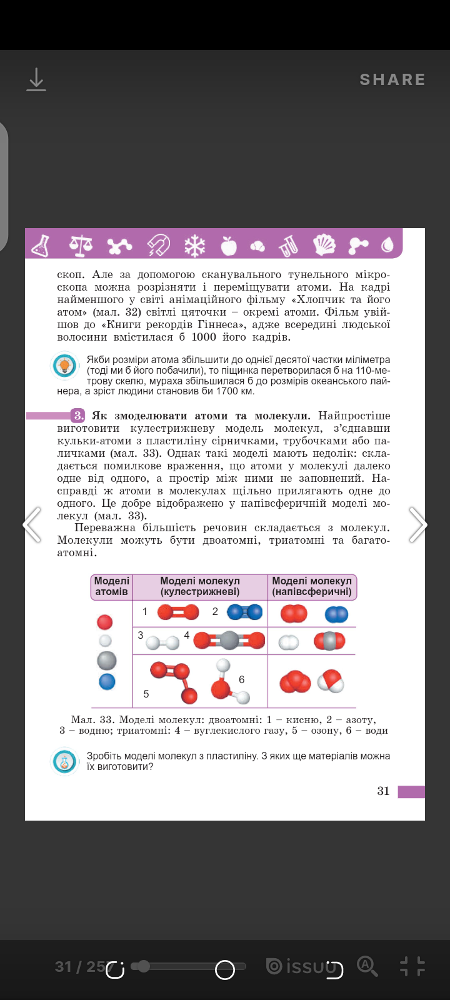 SHARE
скоп. Але за допомогою сканувального тунельного мікро-
скопа можна розрізняти і переміщувати атоми. На кадрі
найменшого у світі анімаційного фільму «Хлопчик та його
атом» (мал. 32) світлі цяточки – окремі атоми. Фільм увій-
шов до «Книги рекордів Гіннеса», адже всередині людської
волосини вмістилася б 1000 його кадрів.
Якби розміри атома збільшити до однієї десятої частки міліметра
(тоді ми б його побачили), то піщинка перетворилася б на 110-ме-
трову скелю, мураха збільшилася б до розмірів океанського лай-
нера, а зріст людини становив би 1700 км.
3. Як змоделювати атоми та молекули. Найпростіше
виготовити кулестрижневу модель молекул, з’єднавши
кульки-атоми з пластиліну сірничками, трубочками або па-
личками (мал. 33). Однак такі моделі мають недолік: скла-
дається помилкове враження, що атоми у молекулі далеко
одне від одного, а простір між ними не заповнений. На-
справді ж атоми в молекулах щільно прилягають одне до
одного. Це добре відображено у напівсферичній моделі мо-
лекул (мал. 33).
Переважна більшість речовин складається з молекул.
Молекули можуть бути двоатомні, триатомні та багато-
атомні.
Моделі атомів
Моделі молекул (кулестрижневі)
Моделі молекул (напівсферичні)
1 2
3 4
5 6
Мал. 33. Моделі молекул: двоатомні: 1 – кисню, 2 – азоту,
3 – водню; триатомні: 4 – вуглекислого газу, 5 – озону, 6 – води
Зробіть моделі молекул з пластиліну. З яких ще матеріалів можна
їх виготовити?
31
31 / 257
issuu
A